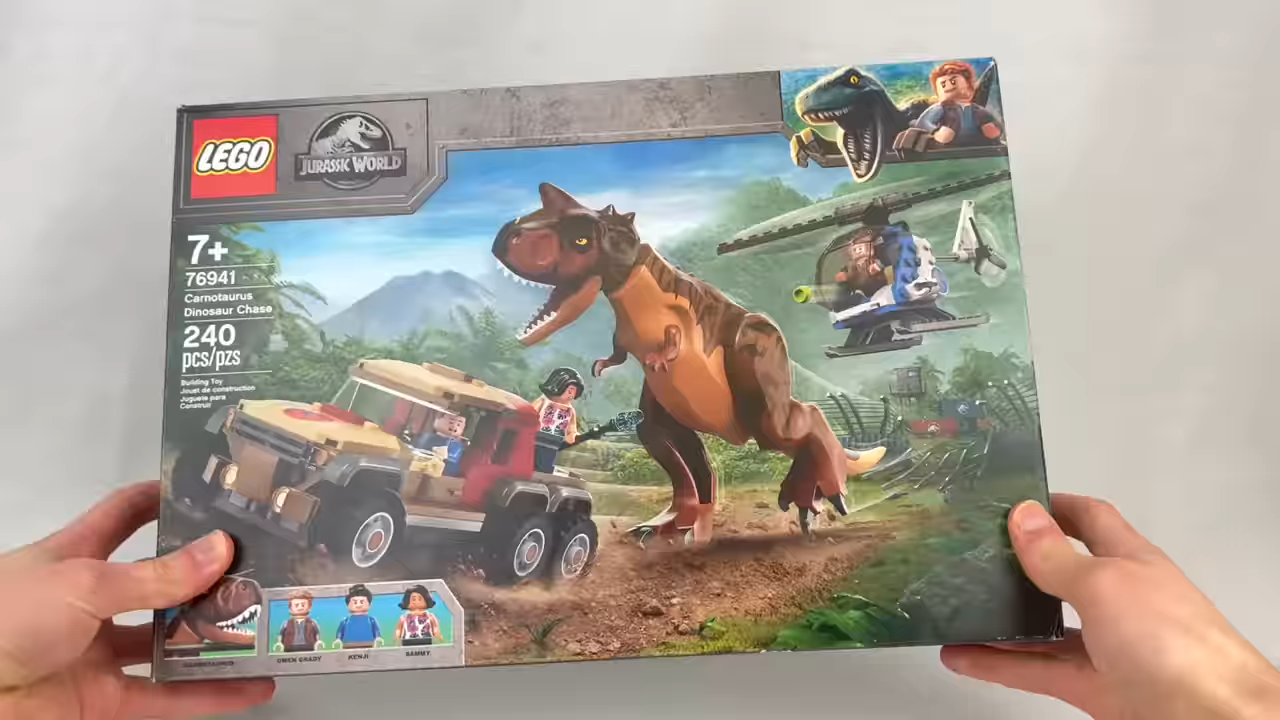 LEGO
JURASSIC WORLD
7+
76941
Carnotaurus
Dinosaur Chase
240
pcs/pzs
Building Toy
Jouet de construction
Juguete para
Construir
CARNOTAURUS
OWEN GRADY
KENJI
SAMMY